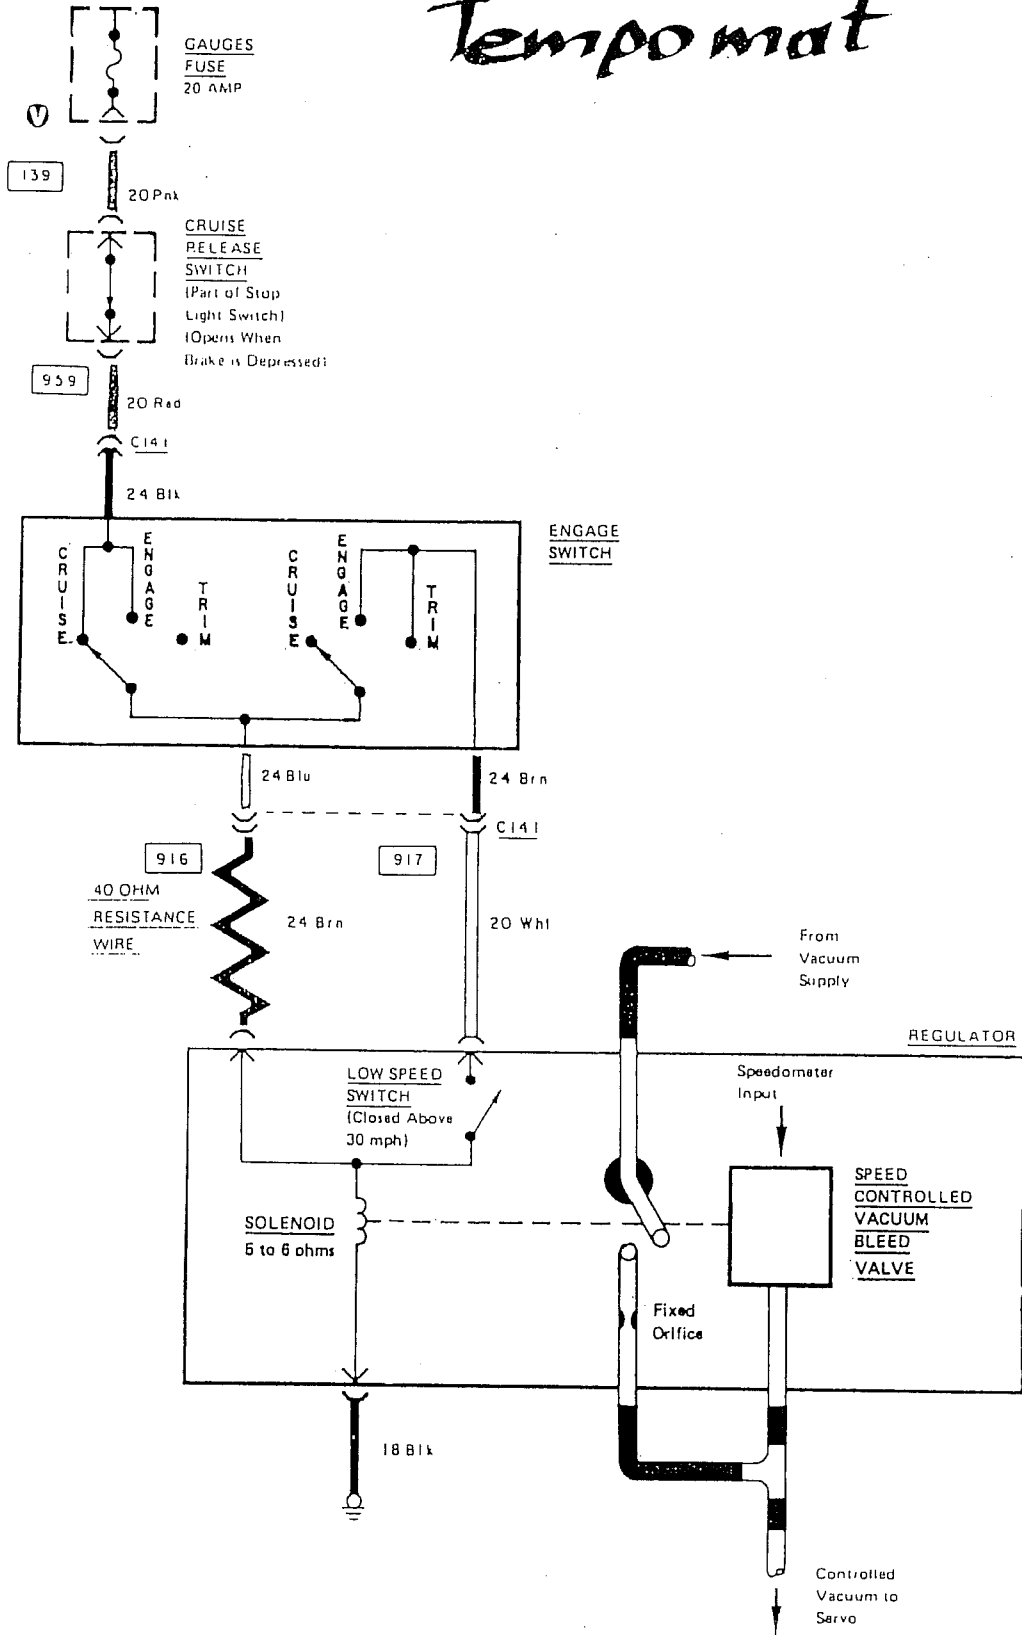 Tempomat
GAUGES
FUSE
20 AMP
139
20 Pnk
CRUISE
RELEASE
SWITCH
(Part of Stop
Light Switch)
(Opens When
Brake is Depressed)
959
20 Rad
C141
24 Blk
ENGAGE
SWITCH
CRUISE
ENGAGE
TRIM
CRUISE
ENGAGE
TRIM
24 Blu
24 Brn
C141
916
917
40 OHM
RESISTANCE
WIRE
24 Brn
20 Wht
From
Vacuum
Supply
REGULATOR
LOW SPEED
SWITCH
(Closed Above
30 mph)
Speedometer
Input
SOLENOID
5 to 6 ohms
SPEED
CONTROLLED
VACUUM
BLEED
VALVE
Fixed
Orifice
18 Blk
Controlled
Vacuum to
Servo